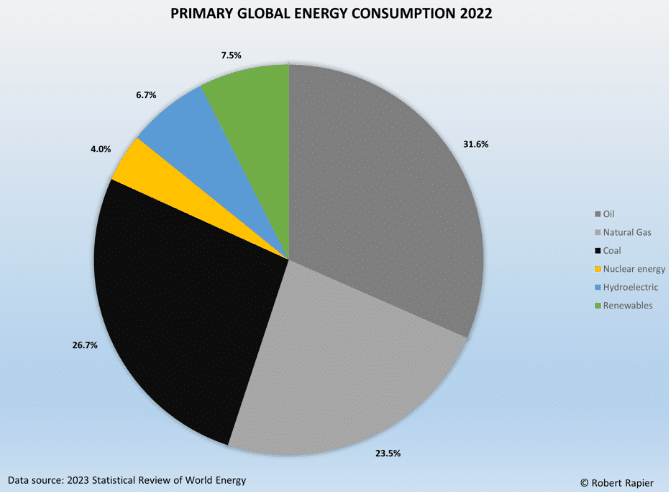 PRIMARY GLOBAL ENERGY CONSUMPTION 2022
7.5%
6.7%
4.0%
31.6%
26.7%
23.5%
Oil
Natural Gas
Coal
Nuclear energy
Hydroelectric
Renewables
Data source: 2023 Statistical Review of World Energy
© Robert Rapier